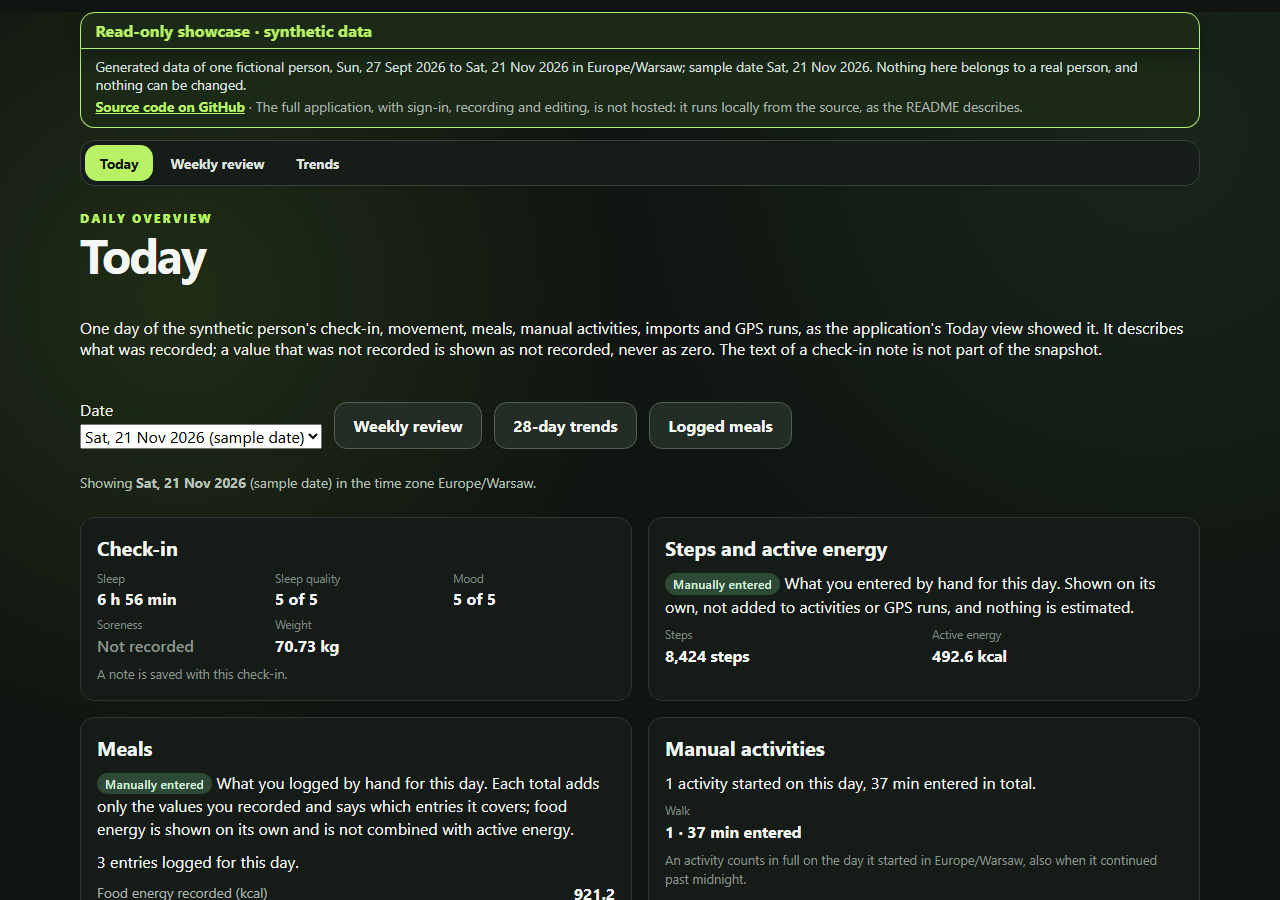 Read-only showcase · synthetic data
Generated data of one fictional person, Sun, 27 Sept 2026 to Sat, 21 Nov 2026 in Europe/Warsaw; sample date Sat, 21 Nov 2026. Nothing here belongs to a real person, and
nothing can be changed.
Source code on GitHub · The full application, with sign-in, recording and editing, is not hosted: it runs locally from the source, as the README describes.
Today Weekly review Trends
DAILY OVERVIEW
Today
One day of the synthetic person's check-in, movement, meals, manual activities, imports and GPS runs, as the application's Today view showed it. It describes
what was recorded; a value that was not recorded is shown as not recorded, never as zero. The text of a check-in note is not part of the snapshot.
Date
Sat, 21 Nov 2026 (sample date) Weekly review 28-day trends Logged meals
Showing Sat, 21 Nov 2026 (sample date) in the time zone Europe/Warsaw.
Check-in
Sleep Sleep quality Mood
6 h 56 min 5 of 5 5 of 5
Soreness Weight
Not recorded 70.73 kg
A note is saved with this check-in.
Steps and active energy
Manually entered What you entered by hand for this day. Shown on its
own, not added to activities or GPS runs, and nothing is estimated.
Steps Active energy
8,424 steps 492.6 kcal
Meals
Manually entered What you logged by hand for this day. Each total adds
only the values you recorded and says which entries it covers; food
energy is shown on its own and is not combined with active energy.
3 entries logged for this day.
Food energy recorded (kcal) 921.2
Manual activities
1 activity started on this day, 37 min entered in total.
Walk
1 · 37 min entered
An activity counts in full on the day it started in Europe/Warsaw, also when it continued
past midnight.